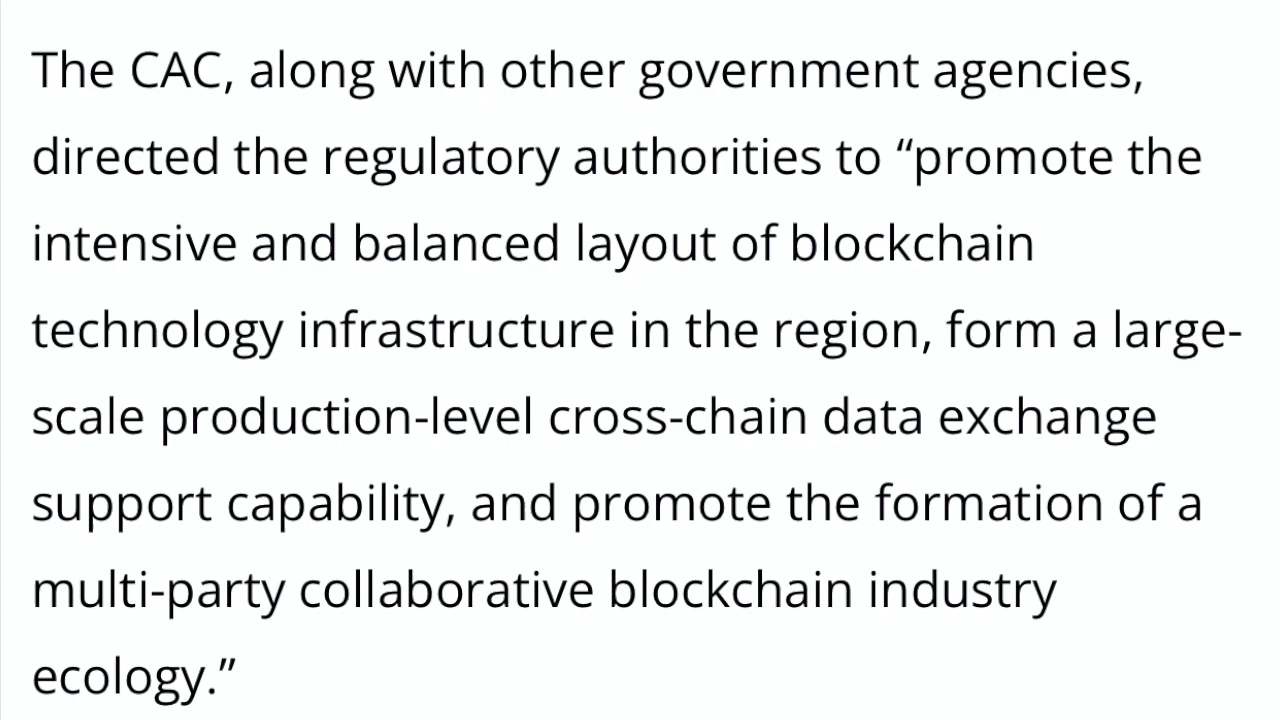 The CAC, along with other government agencies,
directed the regulatory authorities to “promote the
intensive and balanced layout of blockchain
technology infrastructure in the region, form a large-
scale production-level cross-chain data exchange
support capability, and promote the formation of a
multi-party collaborative blockchain industry
ecology.”